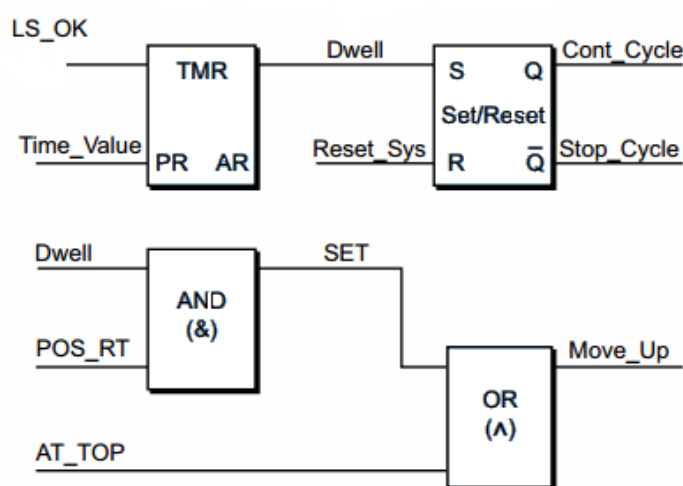 LS_OK
TMR
Dwell
S Q
Cont_Cycle
Set/Reset
Time_Value
PR AR
Reset_Sys
R Q̅
Stop_Cycle
Dwell
SET
AND
(&)
POS_RT
Move_Up
OR
(∧)
AT_TOP